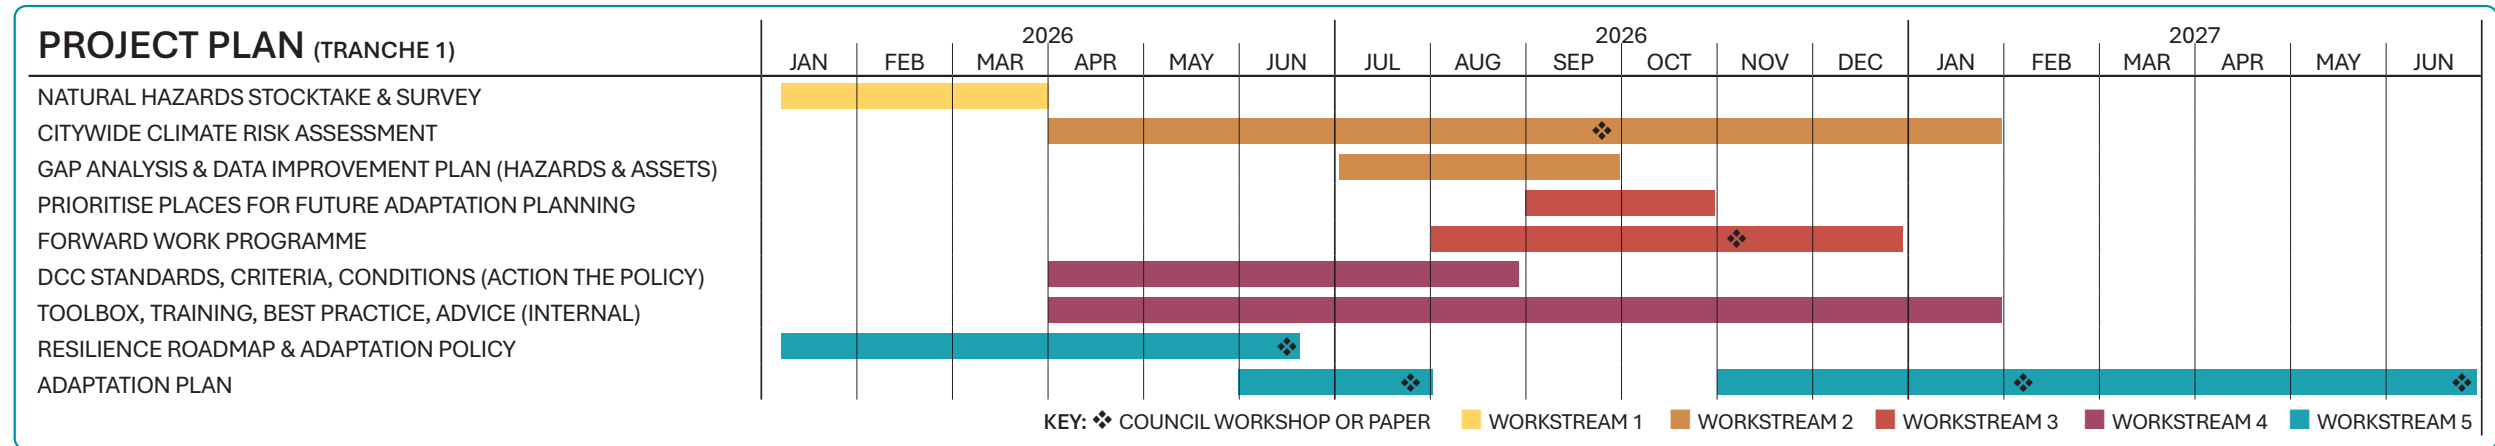 PROJECT PLAN (TRANCHE 1)
2026 2026 2027
JAN FEB MAR APR MAY JUN JUL AUG SEP OCT NOV DEC JAN FEB MAR APR MAY JUN
NATURAL HAZARDS STOCKTAKE & SURVEY
CITYWIDE CLIMATE RISK ASSESSMENT
GAP ANALYSIS & DATA IMPROVEMENT PLAN (HAZARDS & ASSETS)
PRIORITISE PLACES FOR FUTURE ADAPTATION PLANNING
FORWARD WORK PROGRAMME
DCC STANDARDS, CRITERIA, CONDITIONS (ACTION THE POLICY)
TOOLBOX, TRAINING, BEST PRACTICE, ADVICE (INTERNAL)
RESILIENCE ROADMAP & ADAPTATION POLICY
ADAPTATION PLAN
KEY: ❖ COUNCIL WORKSHOP OR PAPER WORKSTREAM 1 WORKSTREAM 2 WORKSTREAM 3 WORKSTREAM 4 WORKSTREAM 5